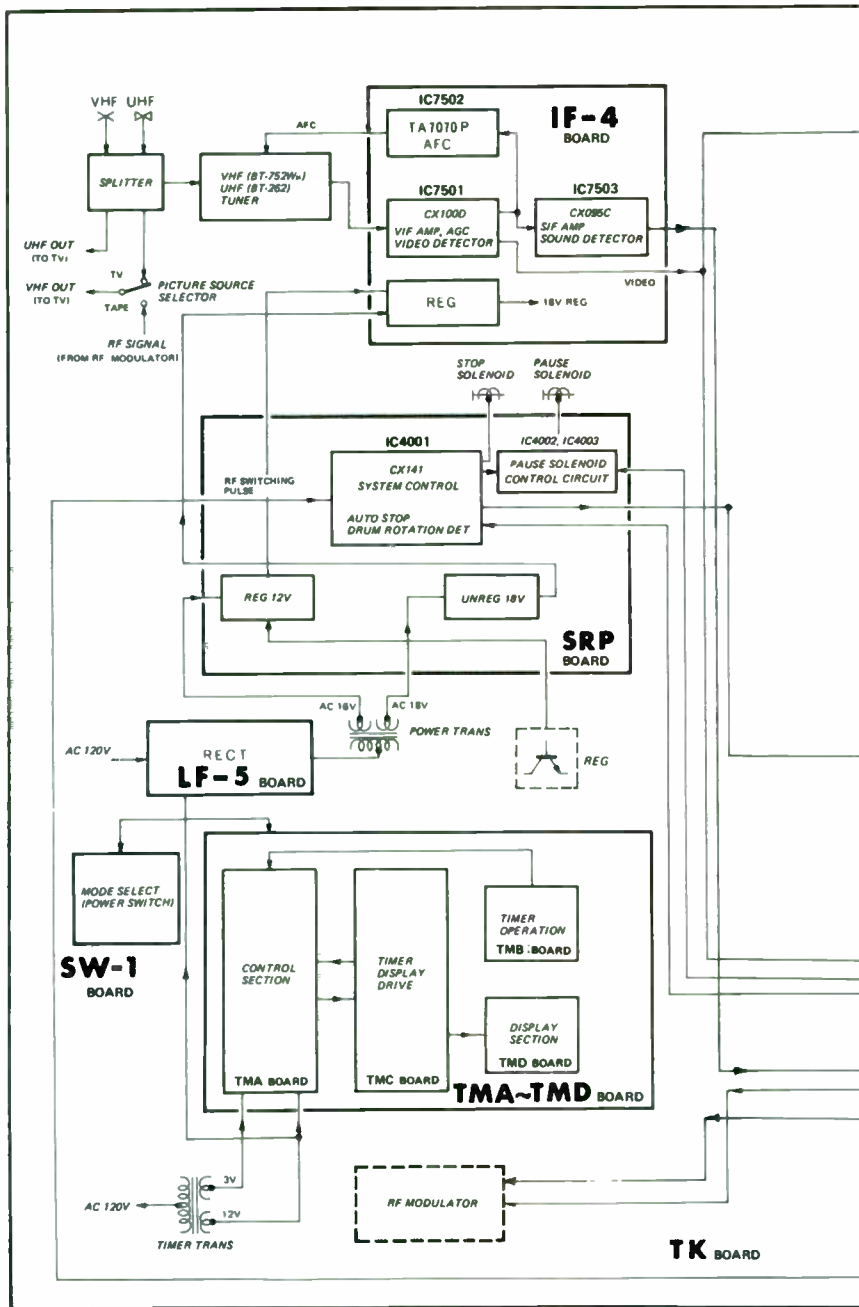 VHF UHF
SPLITTER
VHF (BT-752W)
UHF (BT-262)
TUNER
AFC
UHF OUT
(TO TV)
VHF OUT
(TO TV)
TV
TAPE
PICTURE SOURCE
SELECTOR
RF SIGNAL
(FROM RF MODULATOR)
IF-4
BOARD
IC7502
TA7070P
AFC
IC7501
CX100D
VIF AMP, AGC
VIDEO DETECTOR
IC7503
CX095C
SIF AMP
SOUND DETECTOR
VIDEO
REG
18V REG
STOP
SOLENOID
PAUSE
SOLENOID
IC4001
CX141
SYSTEM CONTROL
AUTO STOP
DRUM ROTATION DET
IC4002, IC4003
PAUSE SOLENOID
CONTROL CIRCUIT
RF SWITCHING
PULSE
REG 12V
UNREG 18V
SRP
BOARD
AC 16V
AC 18V
POWER TRANS
REG
AC 120V
RECT
LF-5 BOARD
MODE SELECT
(POWER SWITCH)
SW-1
BOARD
CONTROL
SECTION
TMA BOARD
TIMER
DISPLAY
DRIVE
TMC BOARD
TIMER
OPERATION
TMB BOARD
DISPLAY
SECTION
TMD BOARD
TMA~TMD BOARD
AC 120V
3V
12V
TIMER TRANS
RF MODULATOR
TK BOARD